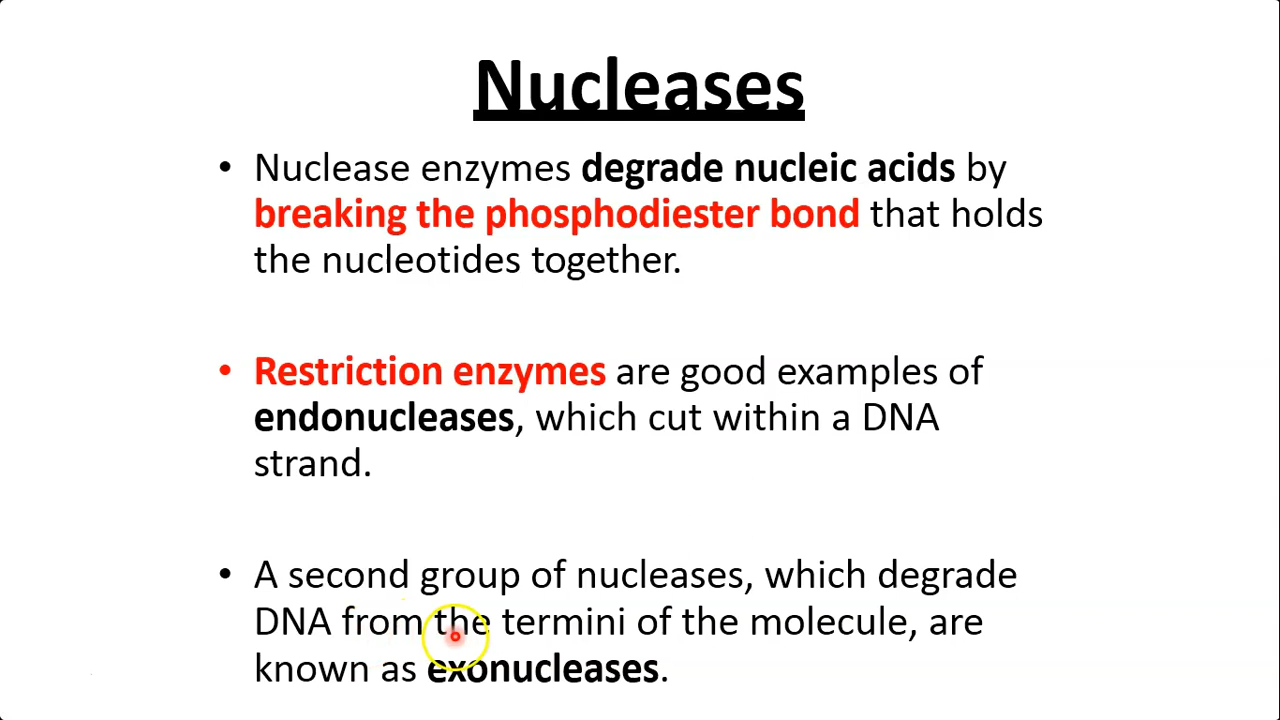 Nucleases
• Nuclease enzymes degrade nucleic acids by
breaking the phosphodiester bond that holds
the nucleotides together.
• Restriction enzymes are good examples of
endonucleases, which cut within a DNA
strand.
• A second group of nucleases, which degrade
DNA from the termini of the molecule, are
known as exonucleases.